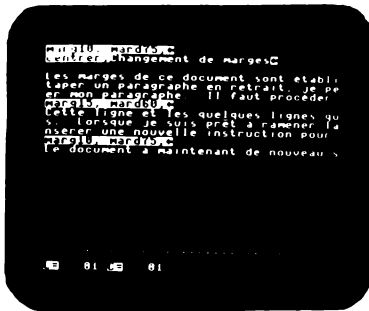 marg10, mard75,
centrer,Changement de marges
Les marges de ce document sont établi
taper un paragraphe en retrait, je pe
er mon paragraphe. Il faut procéder
marg15, mard60,
Cette ligne et les quelques lignes qu
s. Lorsque je suis prêt à ramener la
nsérer une nouvelle instruction pour
marg10, mard75,
Le document a maintenant de nouveau s
01 01